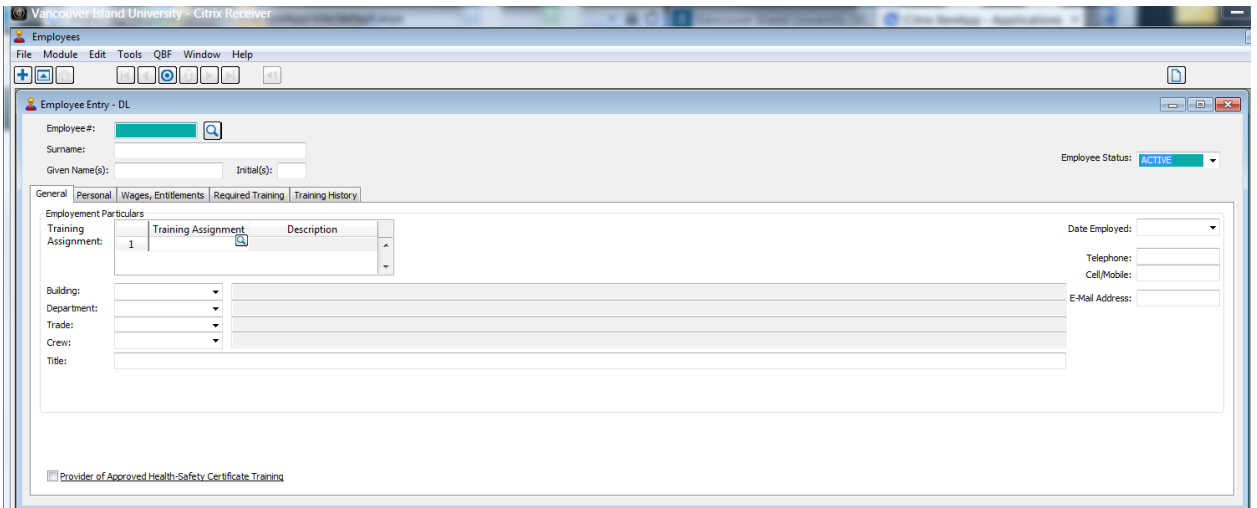 Vancouver Island University - Citrix Receiver
Employees
File Module Edit Tools QBF Window Help
Employee Entry - DL
Employee#:
Surname:
Employee Status: ACTIVE
Given Name(s): Initial(s):
General Personal Wages, Entitlements Required Training Training History
Employement Particulars
Training Assignment: Training Assignment Description
1
Date Employed:
Telephone:
Cell/Mobile:
Building:
E-Mail Address:
Department:
Trade:
Crew:
Title:
Provider of Approved Health-Safety Certificate Training